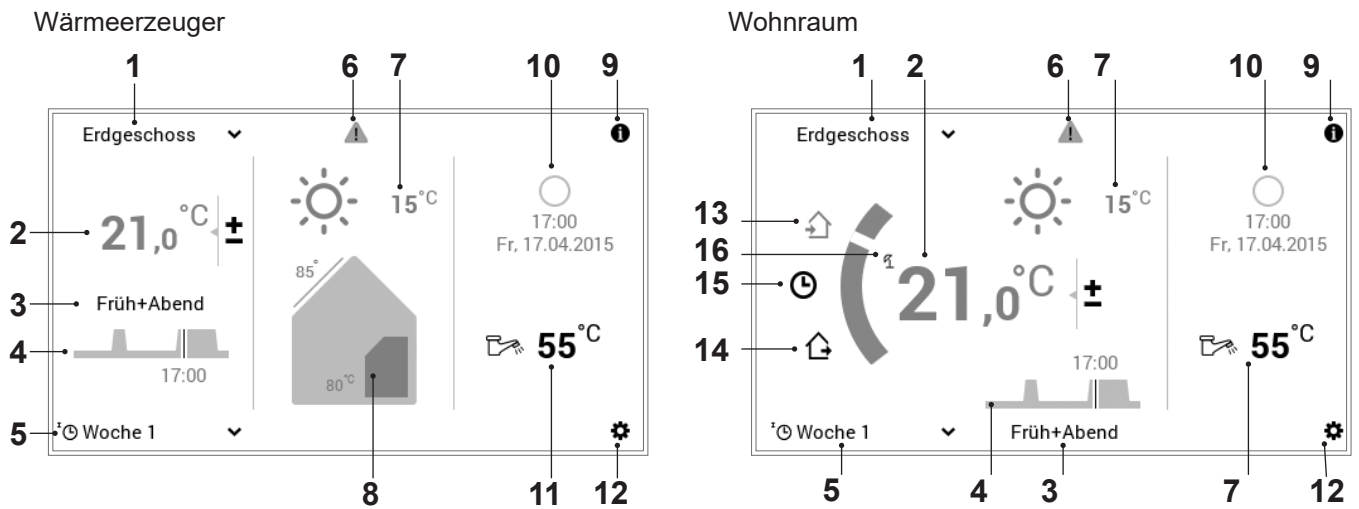 Wärmeerzeuger
1 6 7 10 9
Erdgeschoss
15°C
2 21,0 °C ±
17:00
Fr, 17.04.2015
85°
3 Früh+Abend
4
17:00
80°C
55°C
5 Woche 1
8 11 12
Wohnraum
1 2 6 7 10 9
Erdgeschoss
15°C
13
17:00
Fr, 17.04.2015
16
15 21,0 °C ±
14
55°C
17:00
Woche 1 Früh+Abend
5 4 3 7 12